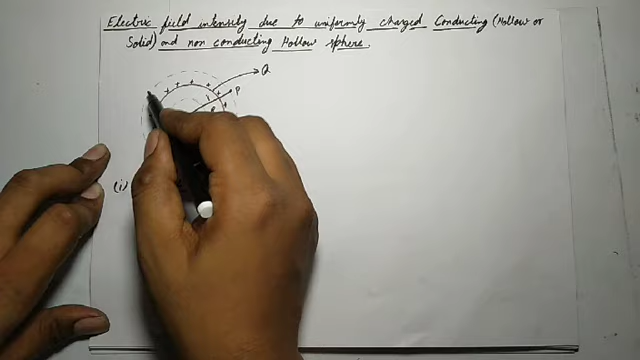 Electric field intensity due to uniformly charged Conducting (Hollow or
Solid) and non conducting Hollow sphere.
Q
P
R
(i)